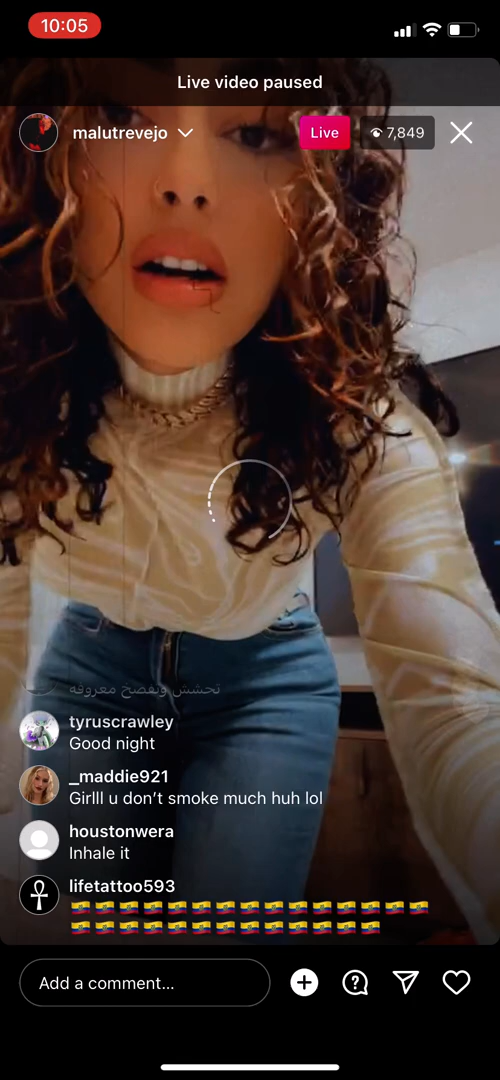 10:05
Live video paused
malutrevejo
Live
7,849
تحشش وتفضح معروفه
tyruscrawley
Good night
_maddie921
Girlll u don’t smoke much huh lol
houstonwera
Inhale it
lifetattoo593
🇪🇨🇪🇨🇪🇨🇪🇨🇪🇨🇪🇨🇪🇨🇪🇨🇪🇨🇪🇨🇪🇨🇪🇨🇪🇨🇪🇨🇪🇨
🇪🇨🇪🇨🇪🇨🇪🇨🇪🇨🇪🇨🇪🇨🇪🇨🇪🇨🇪🇨🇪🇨🇪🇨🇪🇨
Add a comment...